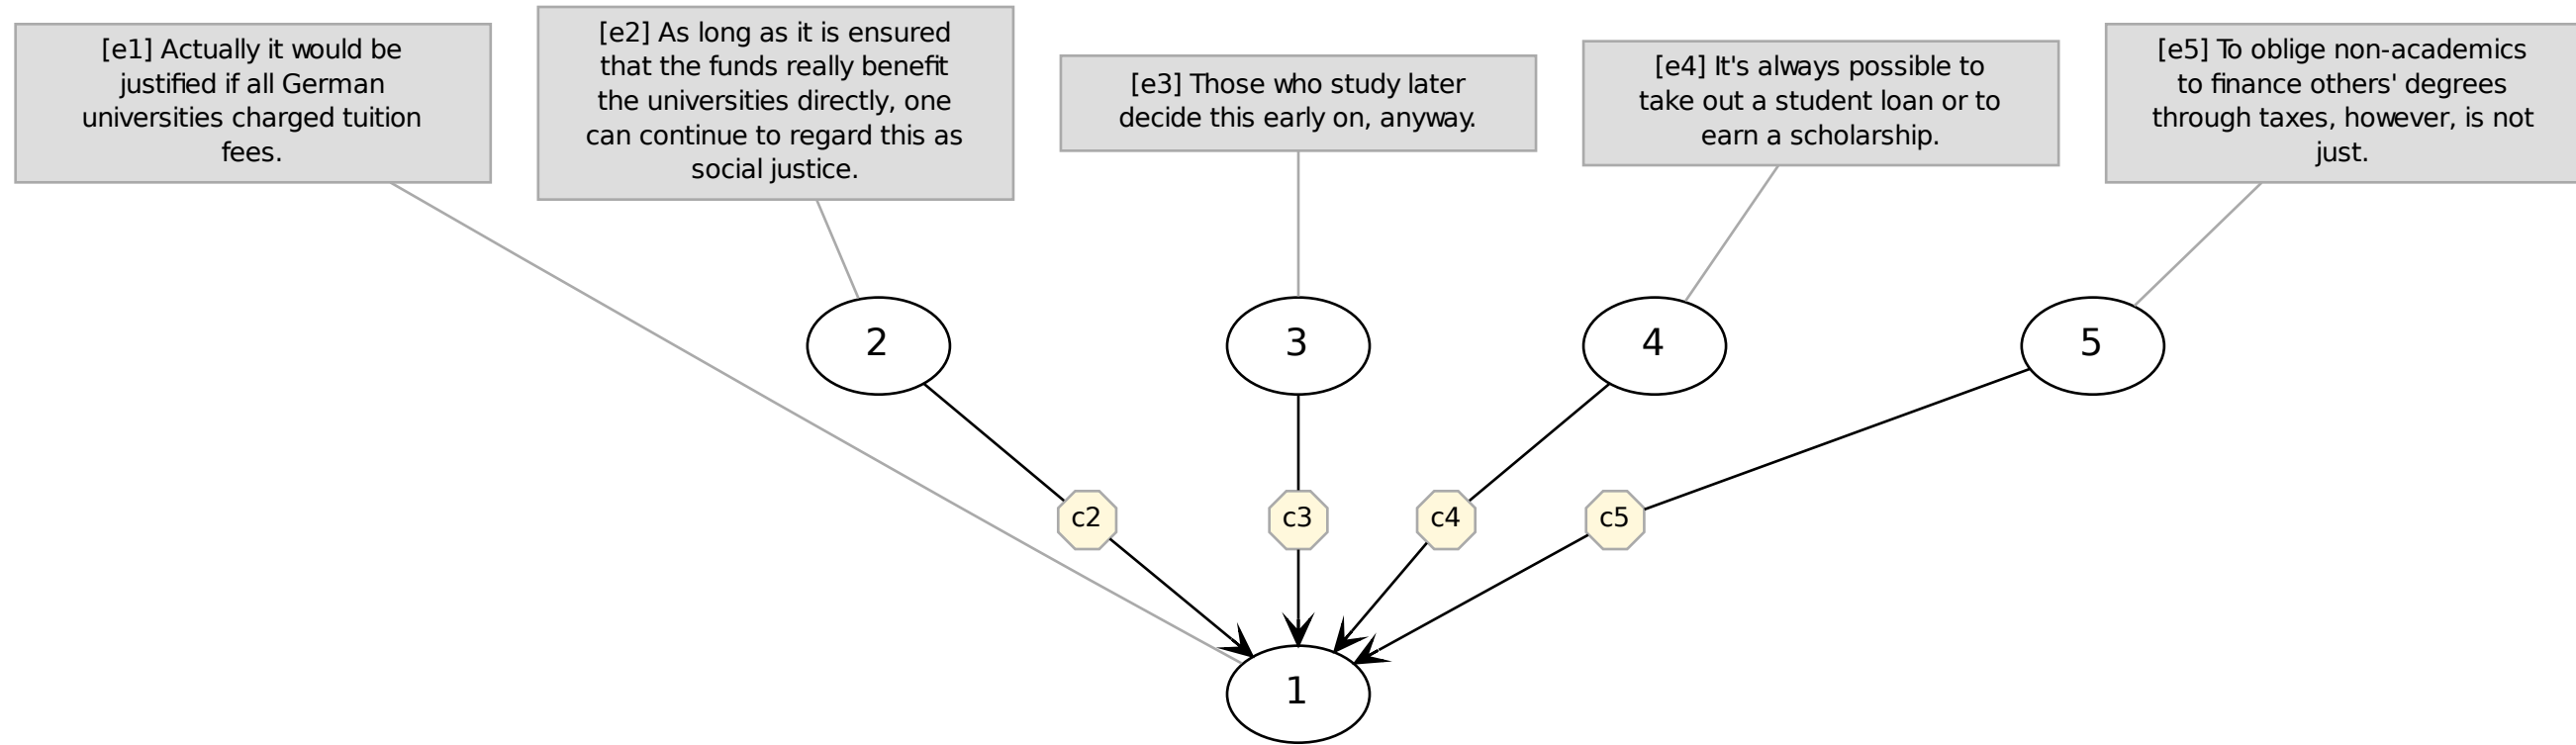 [e1] Actually it would be
justified if all German
universities charged tuition
fees.
[e2] As long as it is ensured
that the funds really benefit
the universities directly, one
can continue to regard this as
social justice.
[e3] Those who study later
decide this early on, anyway.
[e4] It's always possible to
take out a student loan or to
earn a scholarship.
[e5] To oblige non-academics
to finance others' degrees
through taxes, however, is not
just.
2
3
4
5
c2
c3
c4
c5
1